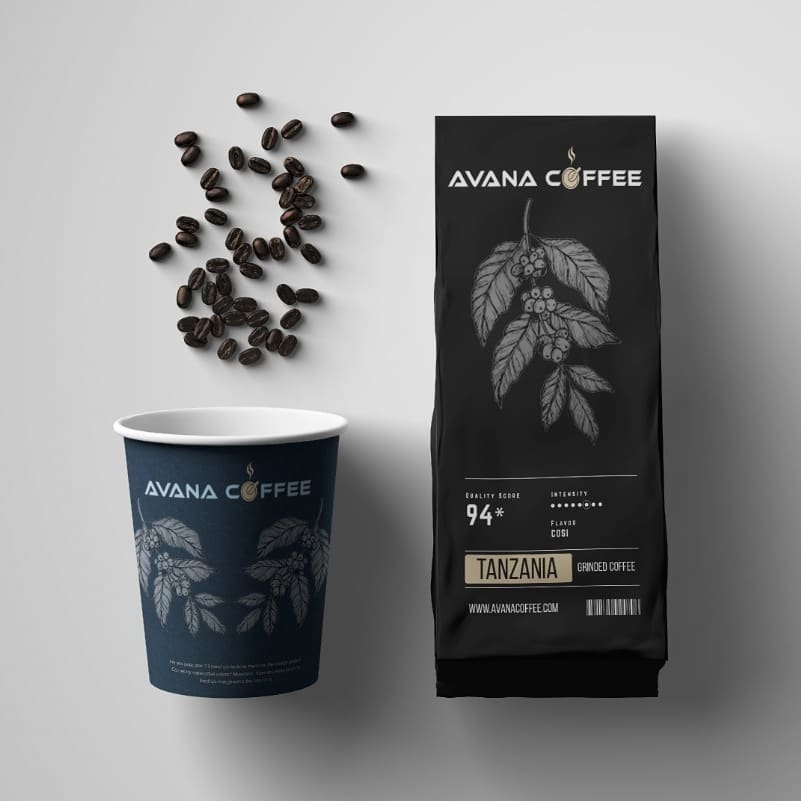 AVANA COFFEE
QUALITY SCORE
94*
INTENSITY
FLAVOR
COSI
TANZANIA
GRINDED COFFEE
WWW.AVANACOFFEE.COM
AVANA COFFEE